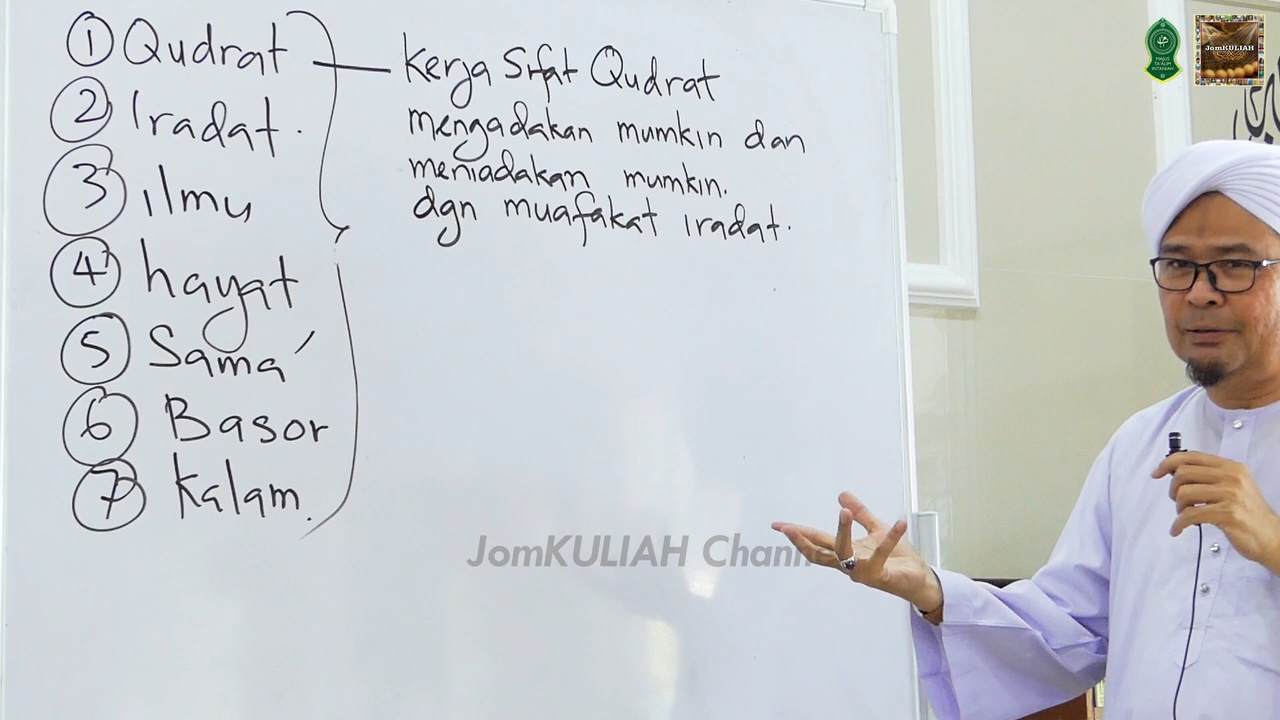 ① Qudrat
② Iradat.
③ ilmu
④ hayat
⑤ Sama'
⑥ Basor
⑦ Kalam.
Kerja Sifat Qudrat
mengadakan mumkin dan
meniadakan mumkin.
dgn muafakat iradat.
JomKULIAH Channe
JomKULIAH